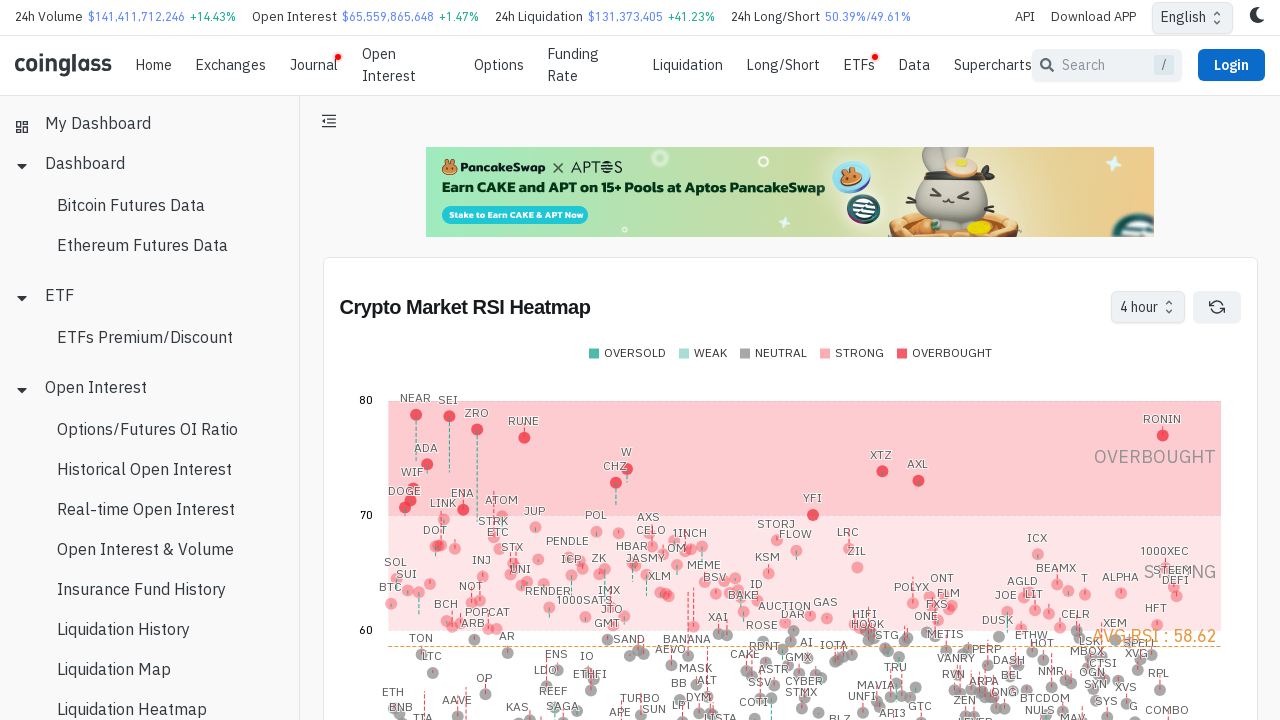 24h Volume $141,411,712,246 +14.43% Open Interest $65,559,865,648 +1.47% 24h Liquidation $131,373,405 +41.23% 24h Long/Short 50.39%/49.61% API Download APP English
coinglass Home Exchanges Journal Open Interest Options Funding Rate Liquidation Long/Short ETFs Data Supercharts Search / Login
My Dashboard
Dashboard
Bitcoin Futures Data
Ethereum Futures Data
ETF
ETFs Premium/Discount
Open Interest
Options/Futures OI Ratio
Historical Open Interest
Real-time Open Interest
Open Interest & Volume
Insurance Fund History
Liquidation History
Liquidation Map
Liquidation Heatmap
PancakeSwap X APTOS
Earn CAKE and APT on 15+ Pools at Aptos PancakeSwap
Stake to Earn CAKE & APT Now
Crypto Market RSI Heatmap
4 hour
OVERSOLD WEAK NEUTRAL STRONG OVERBOUGHT
80
NEAR SEI
ZRO
RUNE
RONIN
ADA
W
XTZ
OVERBOUGHT
WIF
CHZ
AXL
DOGE
ENA
YFI
LINK
ATOM
70
JUP
POL
AXS
STRK
STORJ
DOT
ETC
CELO
1INCH
FLOW
LRC
ICX
PENDLE
STX
HBAR
OM
ZIL
1000XEC
SOL
INJ
ICP
ZK
JASMY
KSM
MEME
BEAMX
STRONG
STEEM
SUI
UNI
XLM
BSV
ONT
AGLD
T
ALPHA
DEFI
BTC
NOT
RENDER
IMX
ID
POLYX
FLM
JOE
LIT
1000SATS
BAKE
BCH
POPCAT
JTO
AUCTION
GAS
FXS
HFT
ARB
GMT
XAI
UAR
HIFI
ONE
CELR
ROSE
HOOK
DUSK
XEM
60
TON
AR
SAND
BANANA
STG
METIS
ETHW
AVG RSI : 58.62
LTC
ENS
IO
AEVO
RDNT
AI
IOTA
PERP
HOT
LSK
SPELL
CAKE
GMX
VANRY
DASH
MBOX
XVG
LDO
ETHFI
MASK
ASTR
TRU
RVN
BEL
NMR
CTSI
OGN
RPL
ETH
OP
REEF
BB
ALT
SSV
CYBER
MAVIA
ARPA
SYN
XVS
BNB
AAVE
KAS
SAGA
TURBO
DYM
STMX
UNFI
ZEN
BTCDOM
SYS
G
SUN
LPT
COTI
GTC
NULS
COMBO
APE
BLZ
API3
MAV